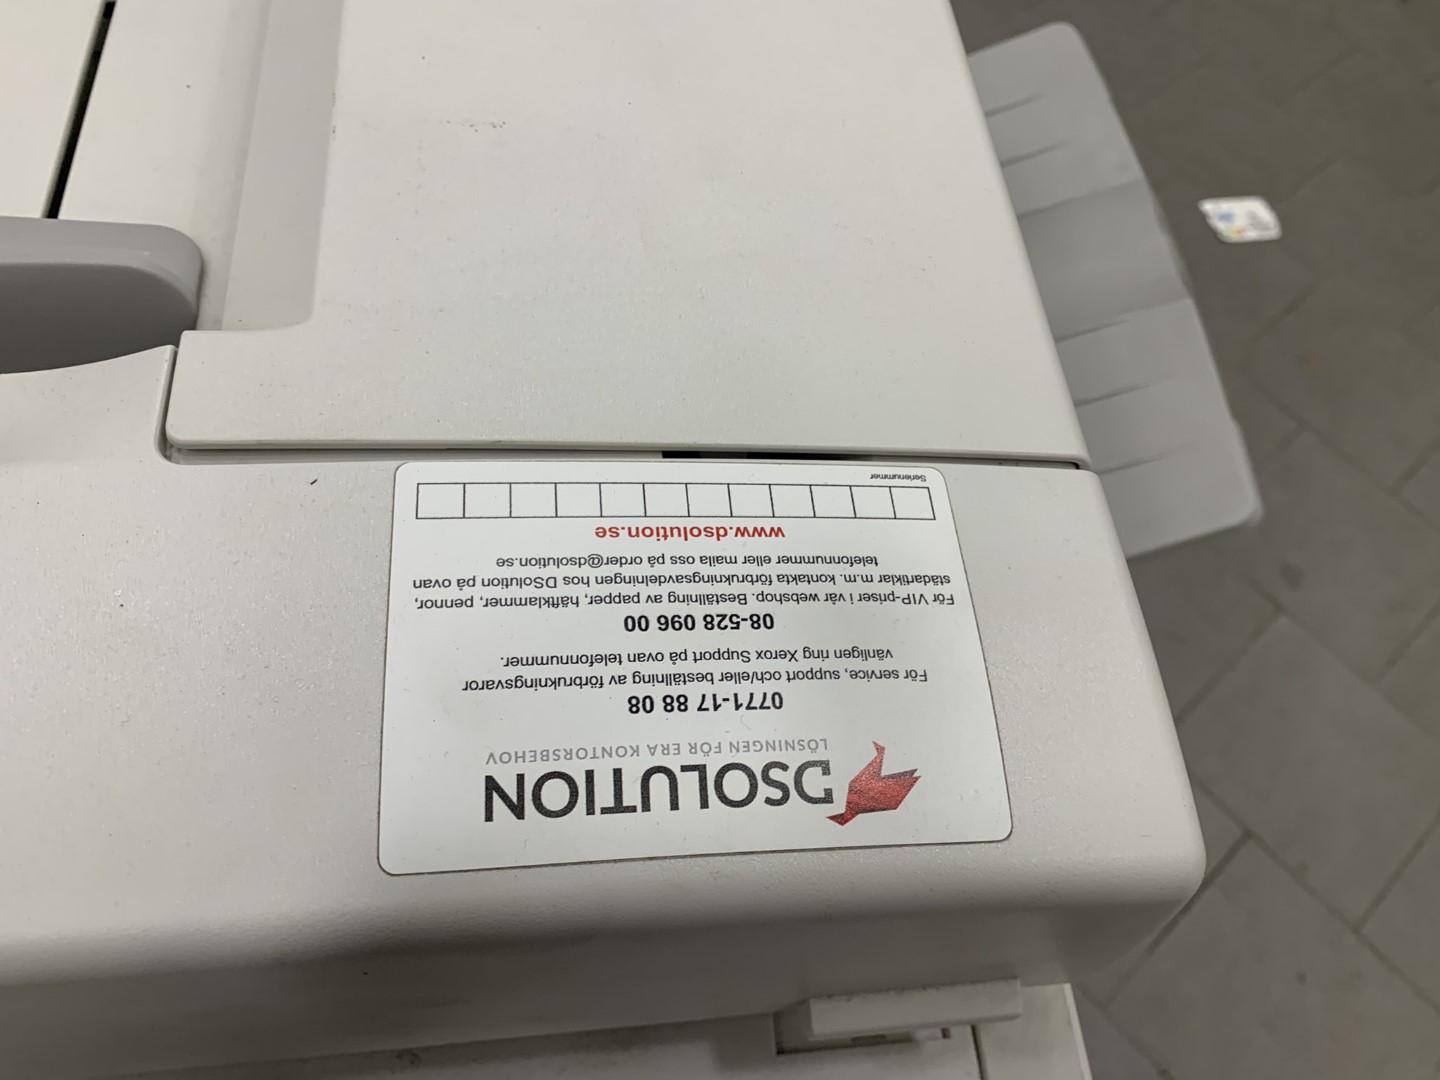 DSOLUTION
LÖSNINGEN FÖR ERA KONTORSBEHOV
0771-17 88 08
För service, support och/eller beställning av förbrukningsvaror
vänligen ring Xerox Support på ovan telefonnummer.
08-528 096 00
För VIP-priser i vår webshop. Beställning av papper, häftklammer, pennor,
städartiklar m.m. kontakta förbrukningsavdelningen hos DSolution på ovan
telefonnummer eller maila oss på order@dsolution.se
www.dsolution.se
Serienummer